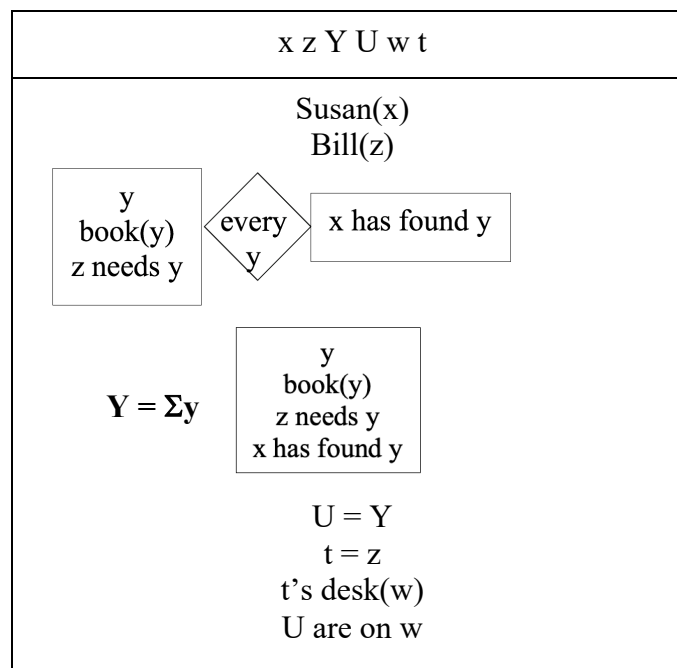 x z Y U w t
Susan(x)
Bill(z)
y
book(y)
z needs y
every
y
x has found y
Y = Σy
y
book(y)
z needs y
x has found y
U = Y
t = z
t’s desk(w)
U are on w